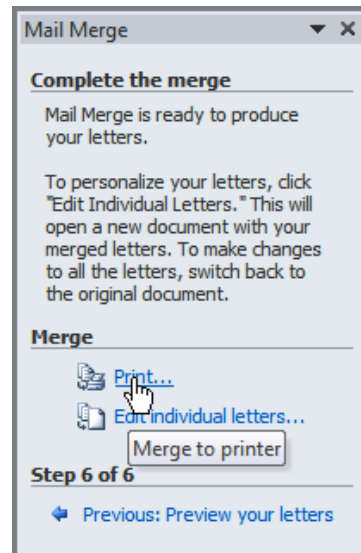 Mail Merge
Complete the merge
Mail Merge is ready to produce
your letters.
To personalize your letters, click
"Edit Individual Letters." This will
open a new document with your
merged letters. To make changes
to all the letters, switch back to
the original document.
Merge
Print...
Edit individual letters...
Merge to printer
Step 6 of 6
Previous: Preview your letters